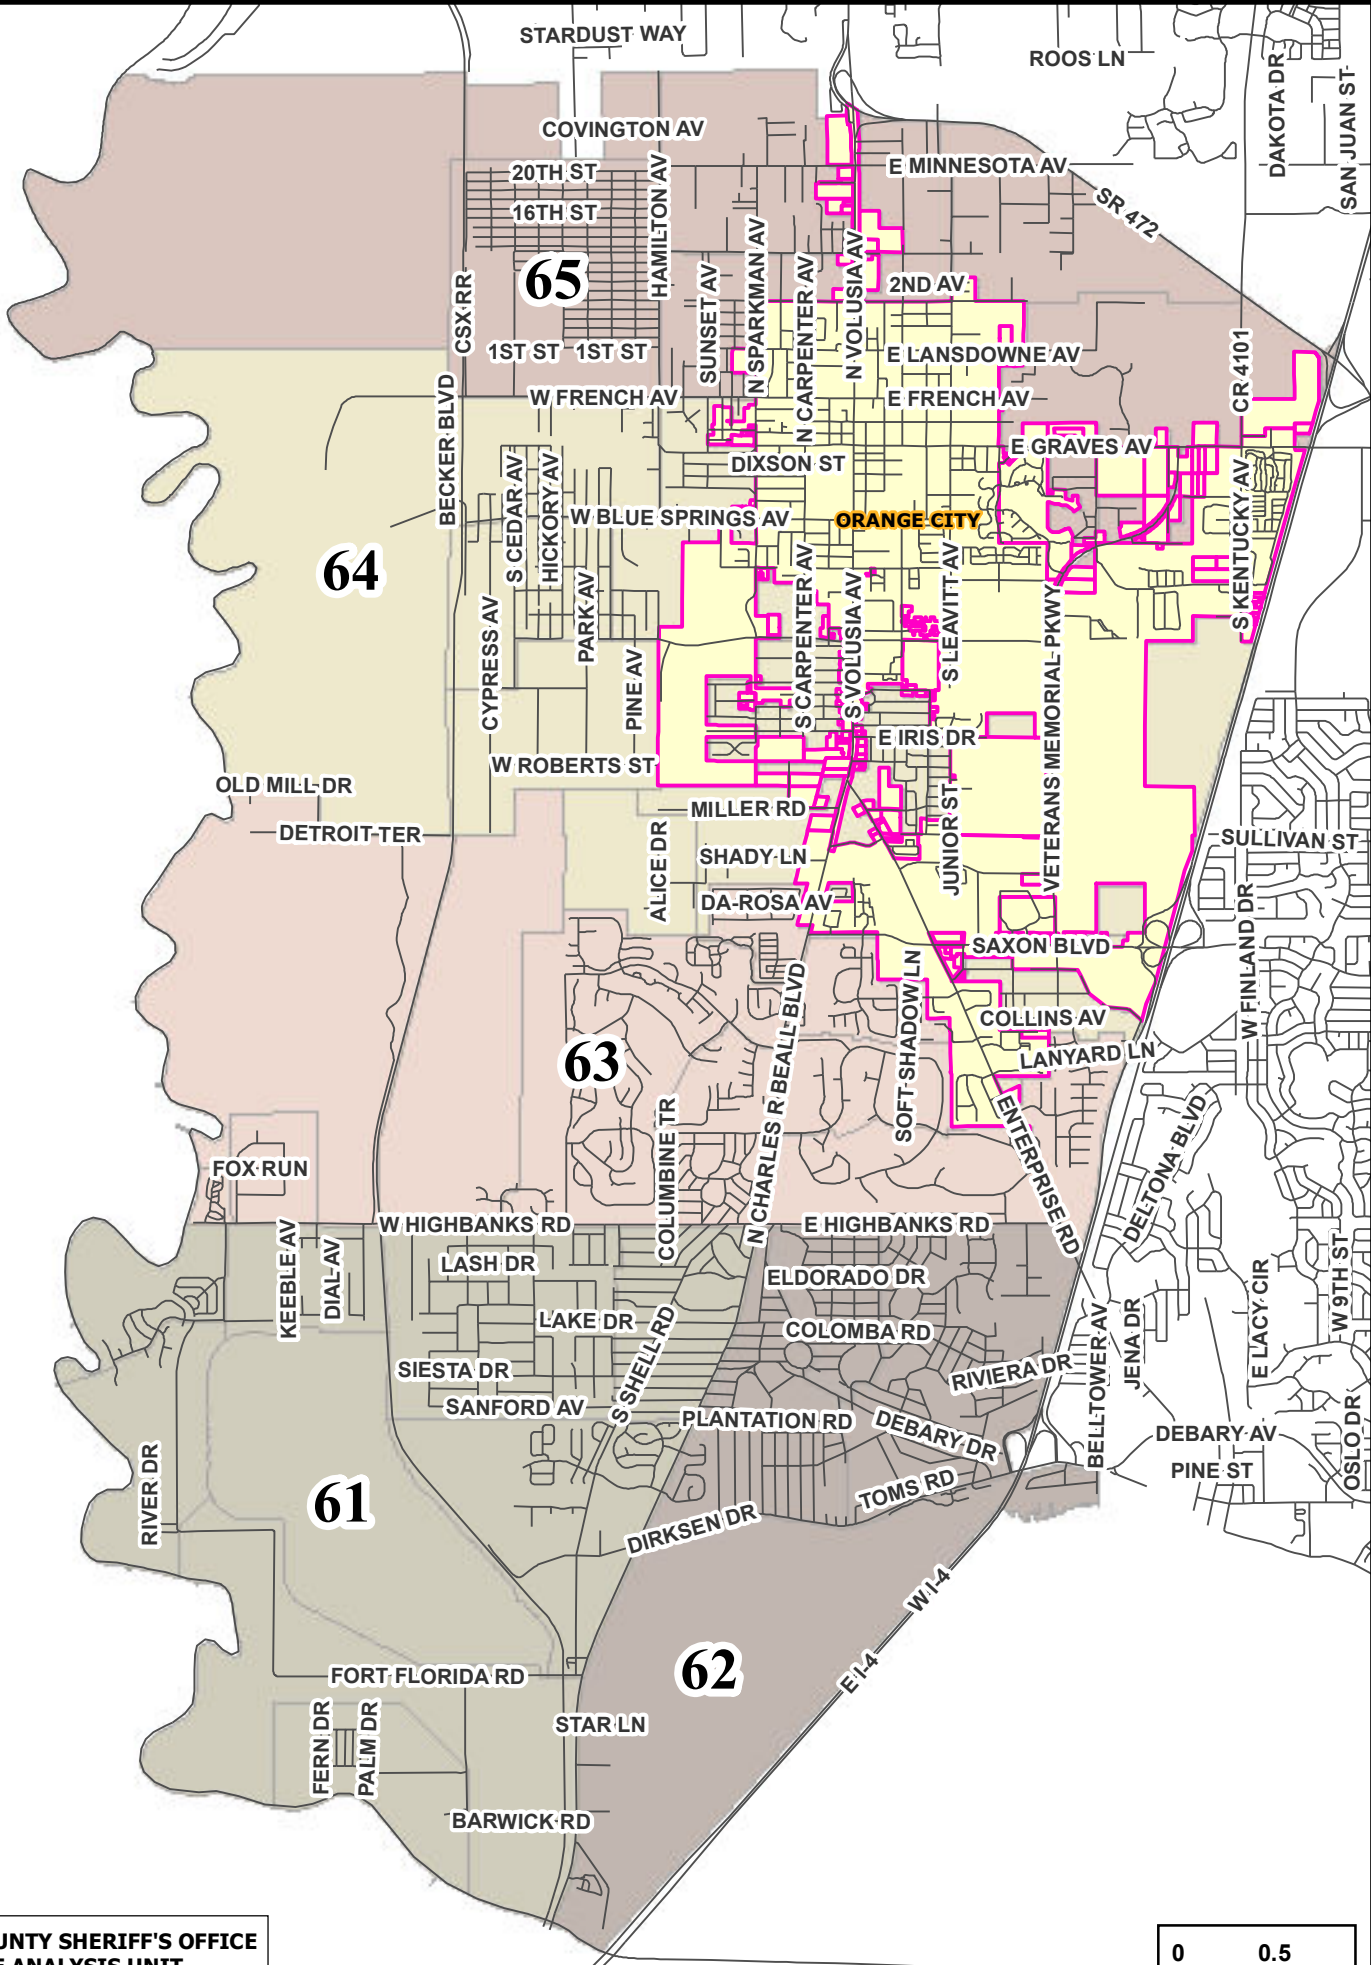 STARDUST WAY
ROOS LN
DAKOTA DR
SAN JUAN ST
COVINGTON AV
20TH ST
E MINNESOTA AV
16TH ST
HAMILTON AV
SR 472
65
CSX RR
SUNSET AV
N SPARKMAN AV
N CARPENTER AV
N VOLUSIA AV
2ND AV
1ST ST
1ST ST
E LANSDOWNE AV
CR 4101
BECKER BLVD
W FRENCH AV
E FRENCH AV
E GRAVES AV
DIXSON ST
S CEDAR AV
HICKORY AV
W BLUE SPRINGS AV
ORANGE CITY
S KENTUCKY AV
64
CYPRESS AV
PARK AV
PINE AV
S CARPENTER AV
S VOLUSIA AV
S LEAVITT AV
VETERANS MEMORIAL PKWY
E IRIS DR
W ROBERTS ST
OLD MILL DR
MILLER RD
DETROIT TER
ALICE DR
SHADY LN
JUNIOR ST
SULLIVAN ST
DA-ROSA AV
W FINLAND DR
SAXON BLVD
SOFT SHADOW LN
COLLINS AV
63
N CHARLES R BEALL BLVD
LANYARD LN
COLUMBINE TR
ENTERPRISE RD
DELTONA BLVD
FOX RUN
W HIGHBANKS RD
E HIGHBANKS RD
KEEBLE AV
DIAL AV
LASH DR
ELDORADO DR
E LACY CIR
W 9TH ST
LAKE DR
S SHELL RD
COLOMBA RD
BELLTOWER AV
JENA DR
SIESTA DR
RIVIERA DR
SANFORD AV
PLANTATION RD
DEBARY DR
DEBARY AV
OSLO DR
PINE ST
RIVER DR
61
TOMS RD
DIRKSEN DR
W I-4
62
E I-4
FORT FLORIDA RD
FERN DR
PALM DR
STAR LN
BARWICK RD
UNTY SHERIFF'S OFFICE
E ANALYSIS UNIT
0 0.5